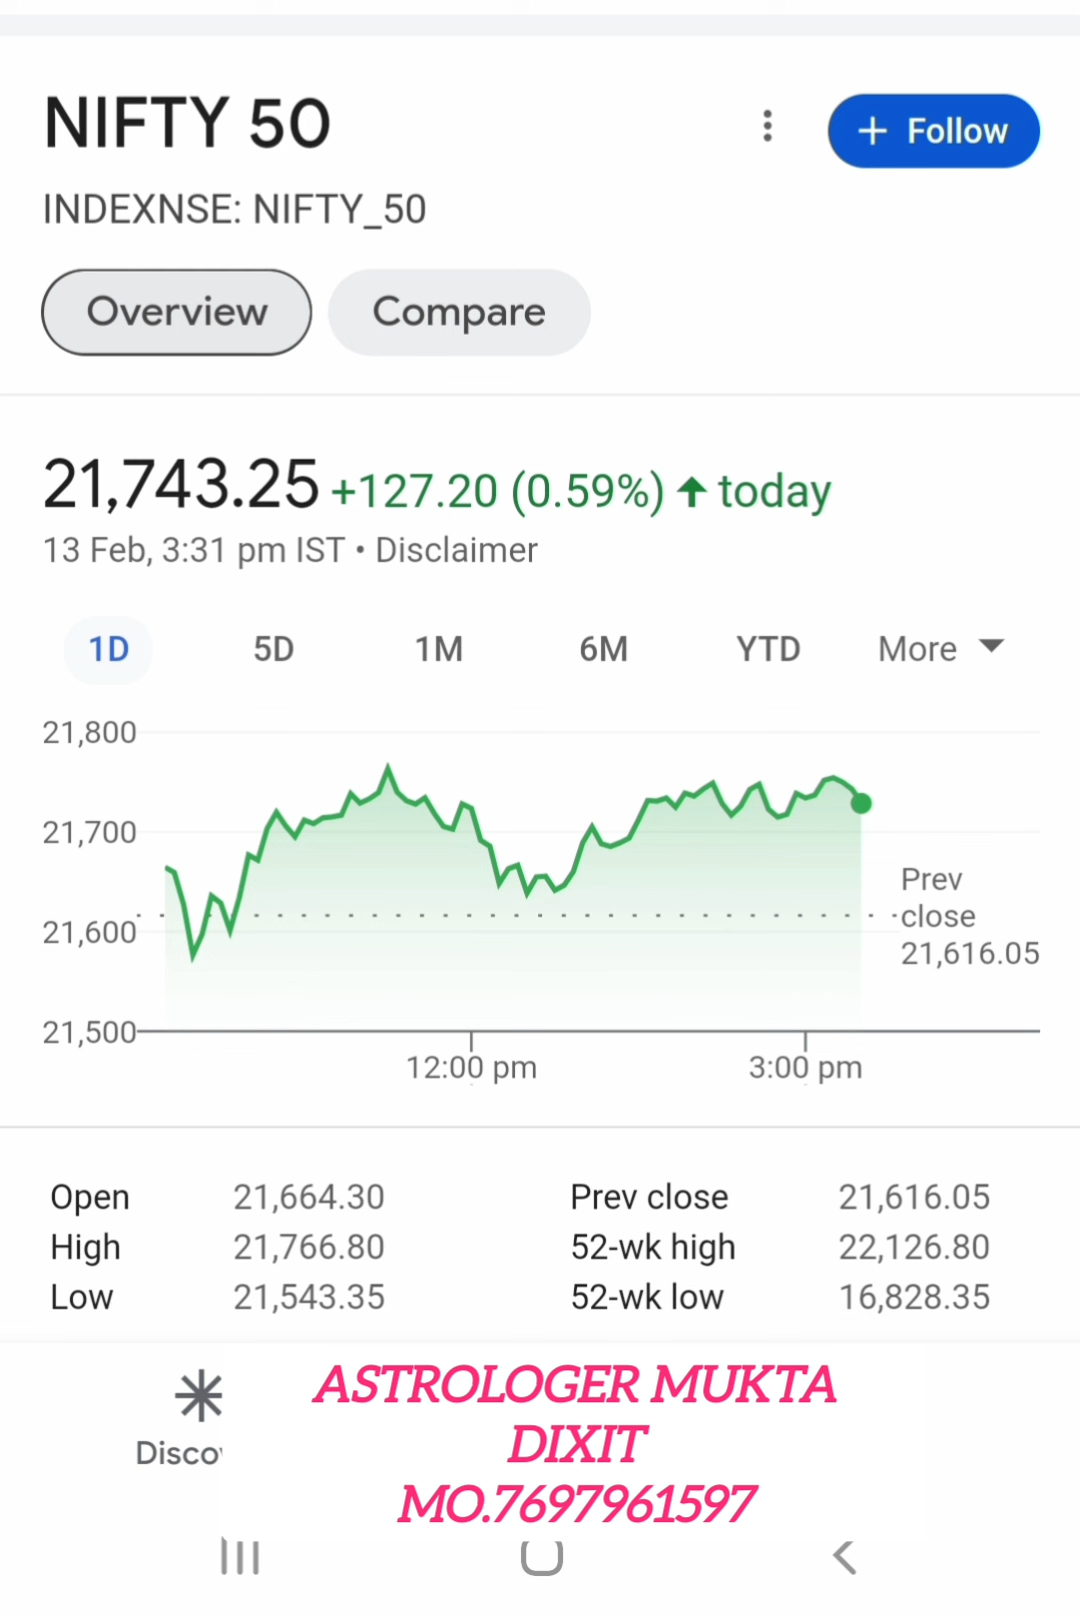 NIFTY 50
+ Follow
INDEXNSE: NIFTY_50
Overview Compare
21,743.25 +127.20 (0.59%) ↑ today
13 Feb, 3:31 pm IST • Disclaimer
1D 5D 1M 6M YTD More
21,800
21,700
21,600
21,500
Prev
close
21,616.05
12:00 pm 3:00 pm
Open 21,664.30 Prev close 21,616.05
High 21,766.80 52-wk high 22,126.80
Low 21,543.35 52-wk low 16,828.35
ASTROLOGER MUKTA
DIXIT
MO.7697961597